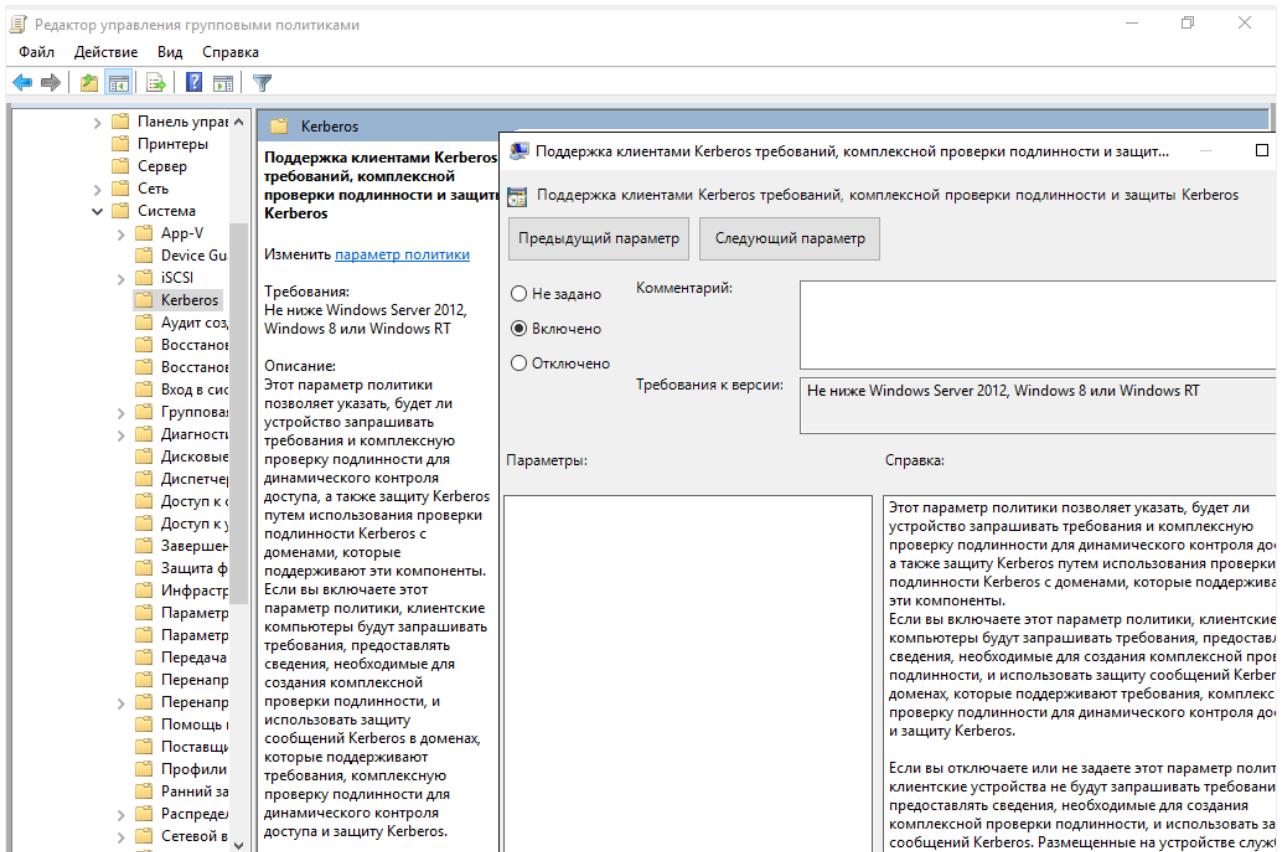 Редактор управления групповыми политиками
Файл Действие Вид Справка
Панель управ
Принтеры
Сервер
Сеть
Система
App-V
Device Gu
iSCSI
Kerberos
Аудит соз
Восстанов
Восстанов
Вход в сис
Групповая
Диагности
Дисковые
Диспетчер
Доступ к
Доступ к у
Завершен
Защита ф
Инфрастр
Параметр
Параметр
Передача
Перенапр
Перенапр
Помощь
Поставщи
Профили
Ранний за
Распредел
Сетевой в
Kerberos
Поддержка клиентами Kerberos
требований, комплексной
проверки подлинности и защиты
Kerberos
Изменить параметр политики
Требования:
Не ниже Windows Server 2012,
Windows 8 или Windows RT
Описание:
Этот параметр политики
позволяет указать, будет ли
устройство запрашивать
требования и комплексную
проверку подлинности для
динамического контроля
доступа, а также защиту Kerberos
путем использования проверки
подлинности Kerberos с
доменами, которые
поддерживают эти компоненты.
Если вы включаете этот
параметр политики, клиентские
компьютеры будут запрашивать
требования, предоставлять
сведения, необходимые для
создания комплексной
проверки подлинности, и
использовать защиту
сообщений Kerberos в доменах,
которые поддерживают
требования, комплексную
проверку подлинности для
динамического контроля
доступа и защиту Kerberos.
Поддержка клиентами Kerberos требований, комплексной проверки подлинности и защит...
Поддержка клиентами Kerberos требований, комплексной проверки подлинности и защиты Kerberos
Предыдущий параметр
Следующий параметр
Не задано
Включено
Отключено
Комментарий:
Требования к версии:
Не ниже Windows Server 2012, Windows 8 или Windows RT
Параметры:
Справка:
Этот параметр политики позволяет указать, будет ли
устройство запрашивать требования и комплексную
проверку подлинности для динамического контроля до
а также защиту Kerberos путем использования проверки
подлинности Kerberos с доменами, которые поддержива
эти компоненты.
Если вы включаете этот параметр политики, клиентские
компьютеры будут запрашивать требования, предоставл
сведения, необходимые для создания комплексной про
подлинности, и использовать защиту сообщений Kerber
доменах, которые поддерживают требования, комплекс
проверку подлинности для динамического контроля до
и защиту Kerberos.
Если вы отключаете или не задаете этот параметр полит
клиентские устройства не будут запрашивать требовани
предоставлять сведения, необходимые для создания
комплексной проверки подлинности, и использовать за
сообщений Kerberos. Размещенные на устройстве служ